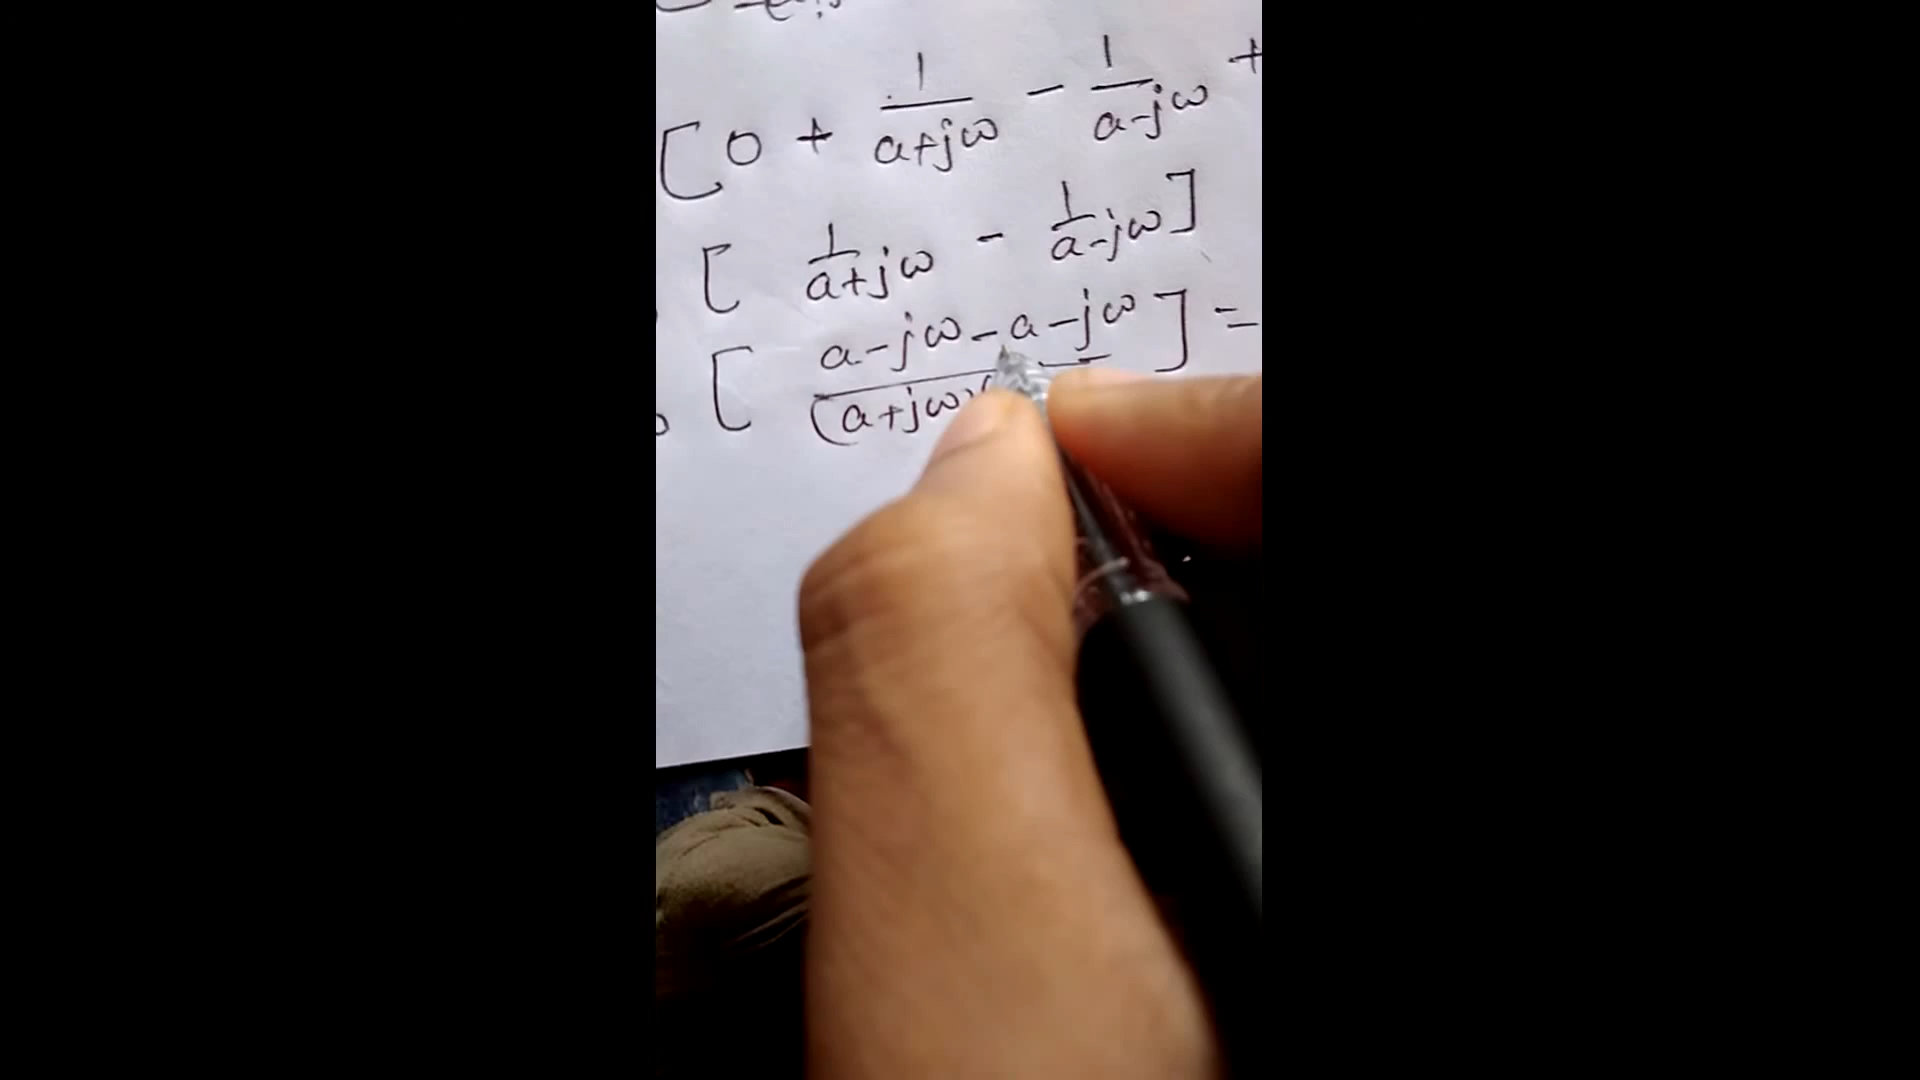 [0 + 1/(a+jω) - 1/(a-jω) +
[ 1/(a+jω) - 1/(a-jω) ]
[ (a-jω-a-jω)/((a+jω)( ] =